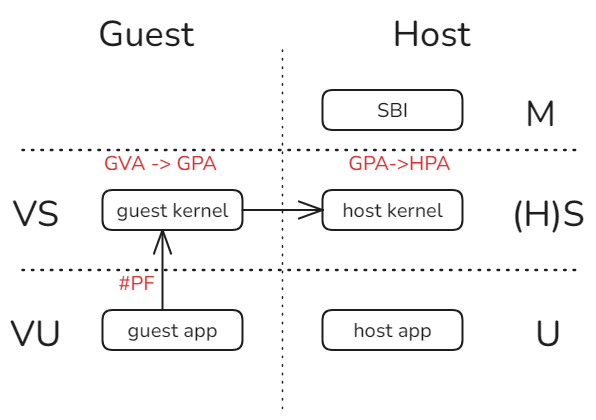 Guest
Host
SBI
M
GVA -> GPA
GPA->HPA
VS
guest kernel
host kernel
(H)S
#PF
VU
guest app
host app
U